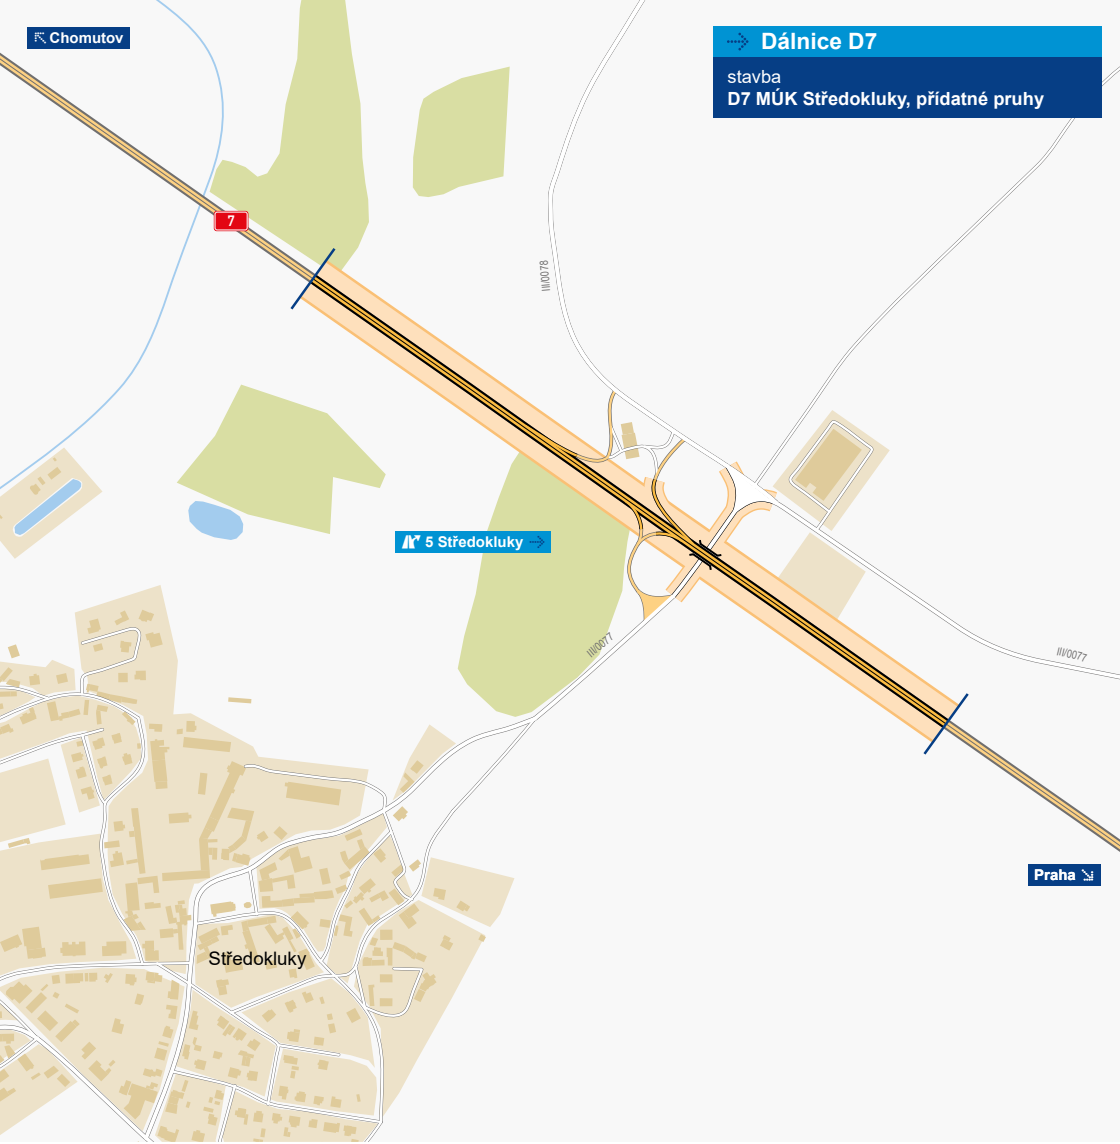 Chomutov
Dálnice D7
stavba
D7 MÚK Středokluky, přídatné pruhy
7
III/0078
5 Středokluky
III/0077
III/0077
Praha
Středokluky